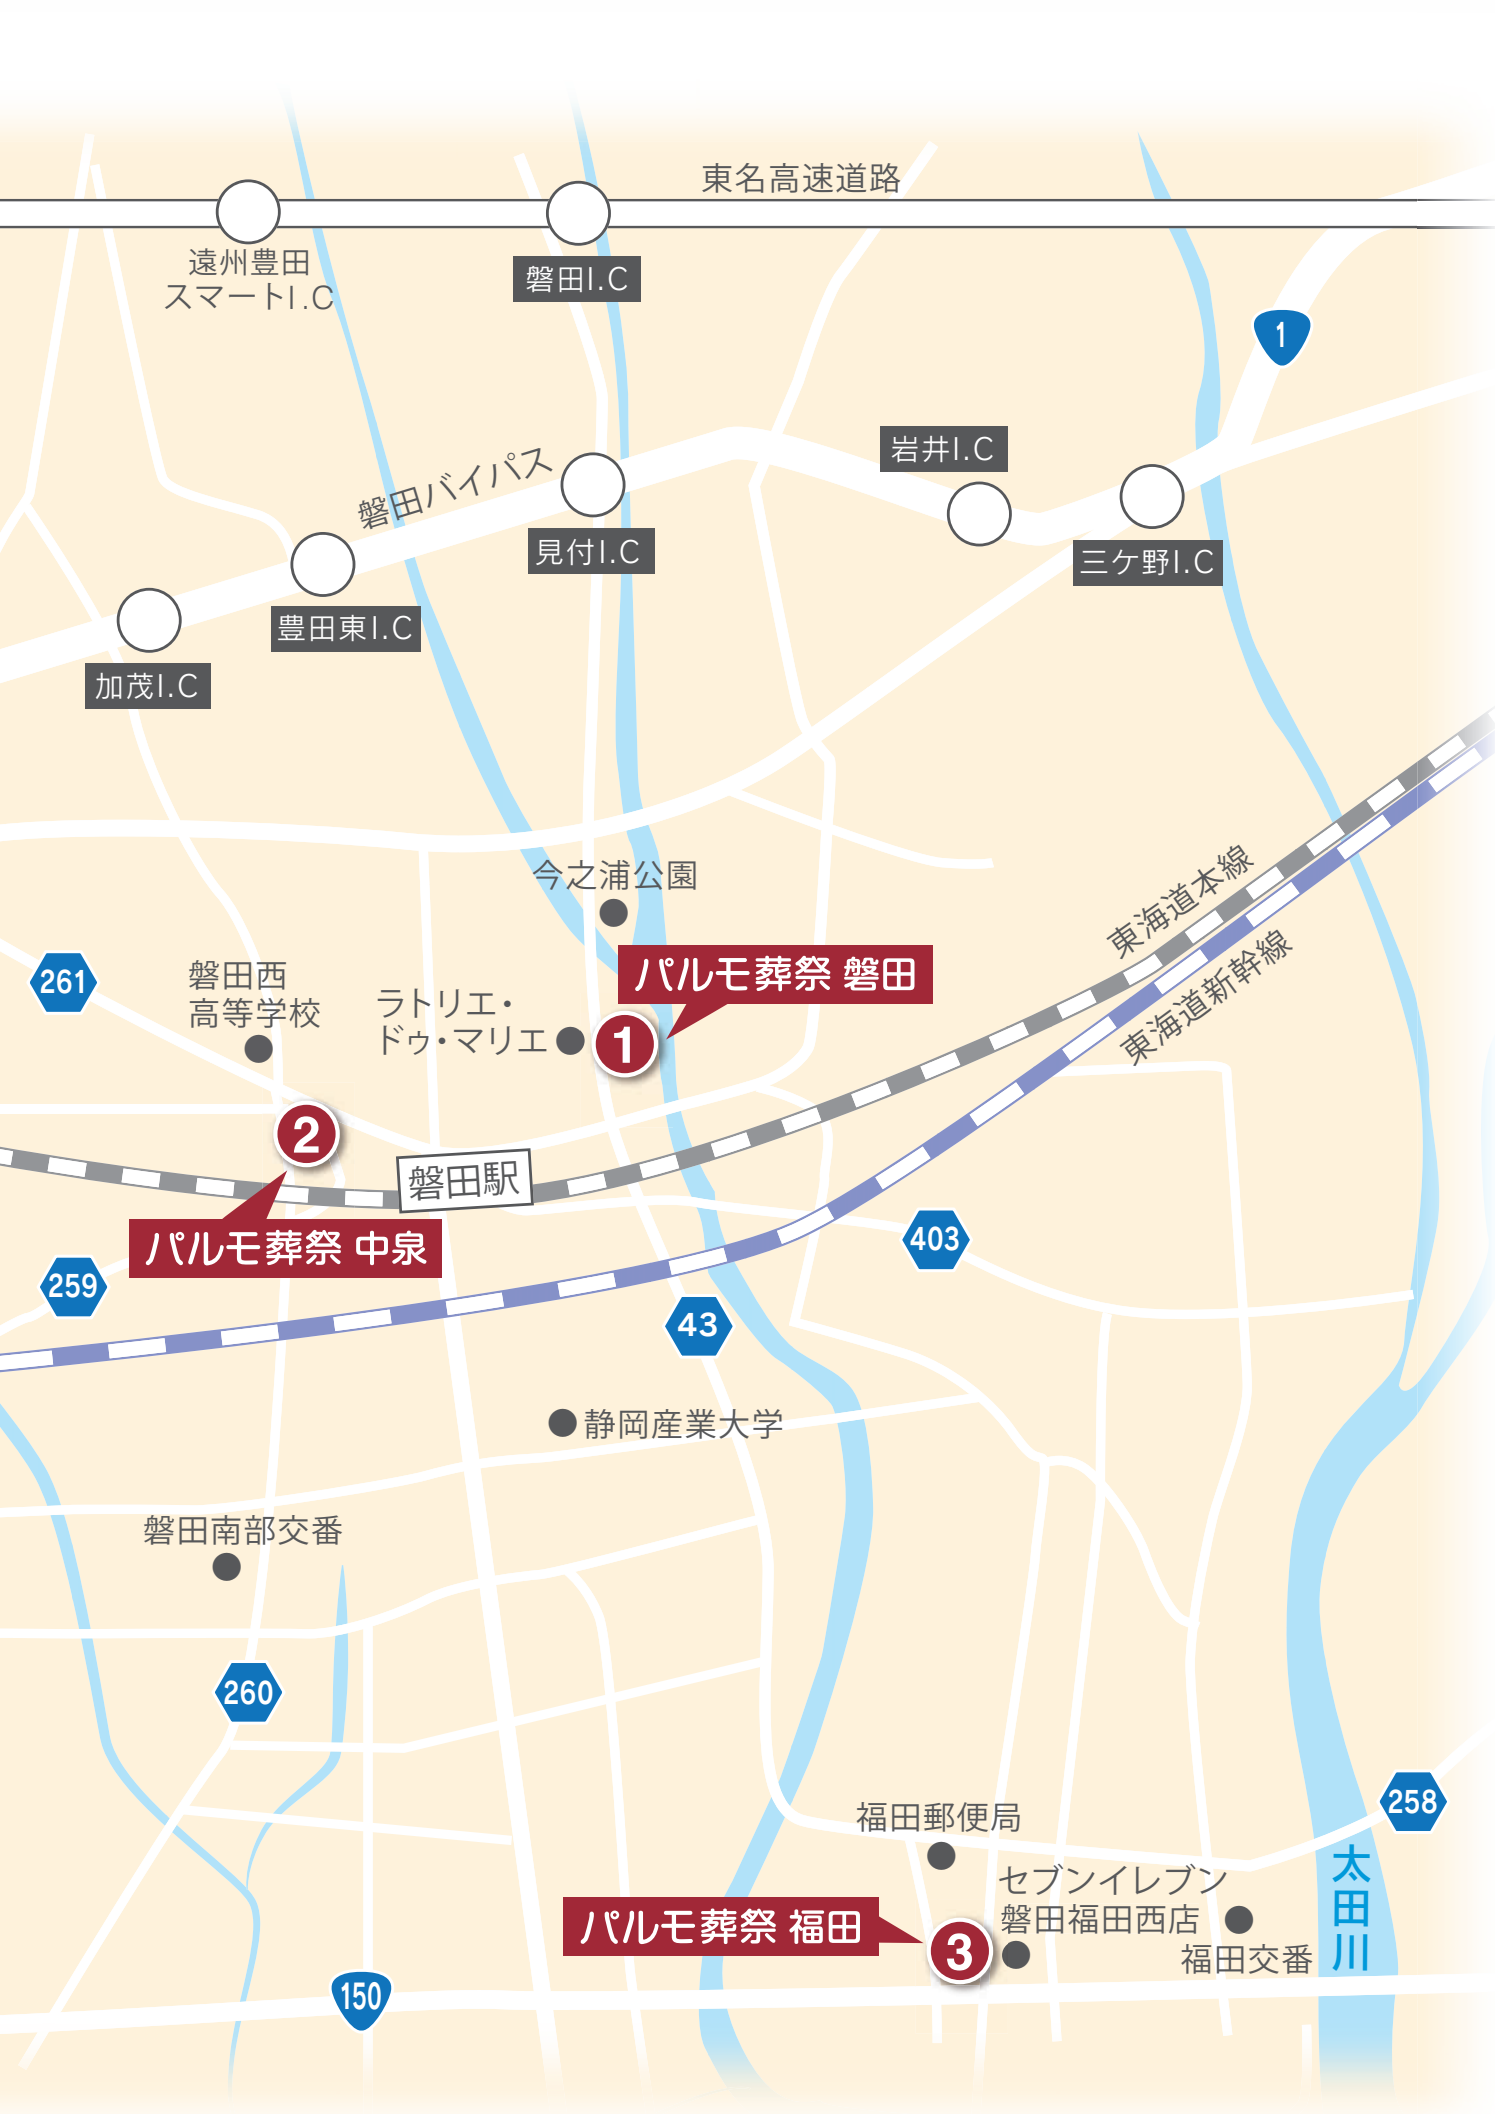 東名高速道路
遠州豊田
スマートI.C
磐田I.C
1
岩井I.C
磐田バイパス
見付I.C
三ケ野I.C
豊田東I.C
加茂I.C
今之浦公園
東海道本線
東海道新幹線
261
磐田西
高等学校
パルモ葬祭 磐田
ラトリエ・
ドゥ・マリエ
1
2
磐田駅
パルモ葬祭 中泉
403
259
43
静岡産業大学
磐田南部交番
260
258
福田郵便局
セブンイレブン
磐田福田西店
福田交番
太田川
パルモ葬祭 福田
3
150